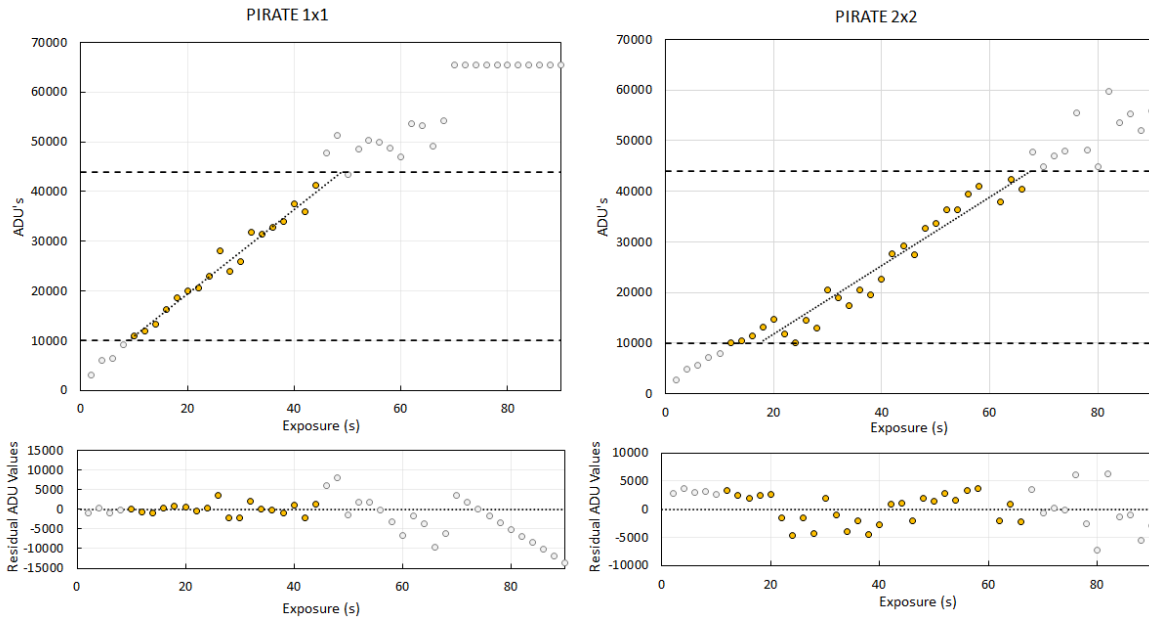 PIRATE 1x1
70000
60000
50000
40000
30000
20000
10000
0
ADU's
0 20 40 60 80
Exposure (s)
15000
10000
5000
0
-5000
-10000
-15000
Residual ADU Values
0 20 40 60 80
Exposure (s)
PIRATE 2x2
70000
60000
50000
40000
30000
20000
10000
0
ADU's
0 20 40 60 80
Exposure (s)
10000
5000
0
-5000
-10000
Residual ADU Values
0 20 40 60 80
Exposure (s)